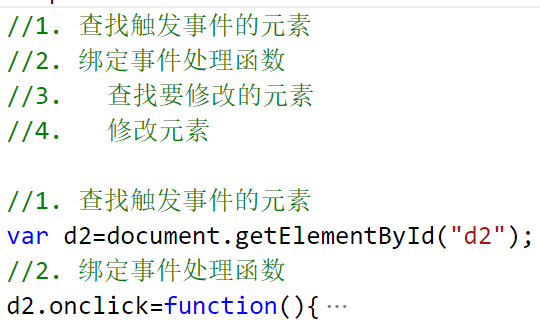 //1. 查找触发事件的元素
//2. 绑定事件处理函数
//3.   查找要修改的元素
//4.   修改元素
//1. 查找触发事件的元素
var d2=document.getElementById("d2");
//2. 绑定事件处理函数
d2.onclick=function(){…